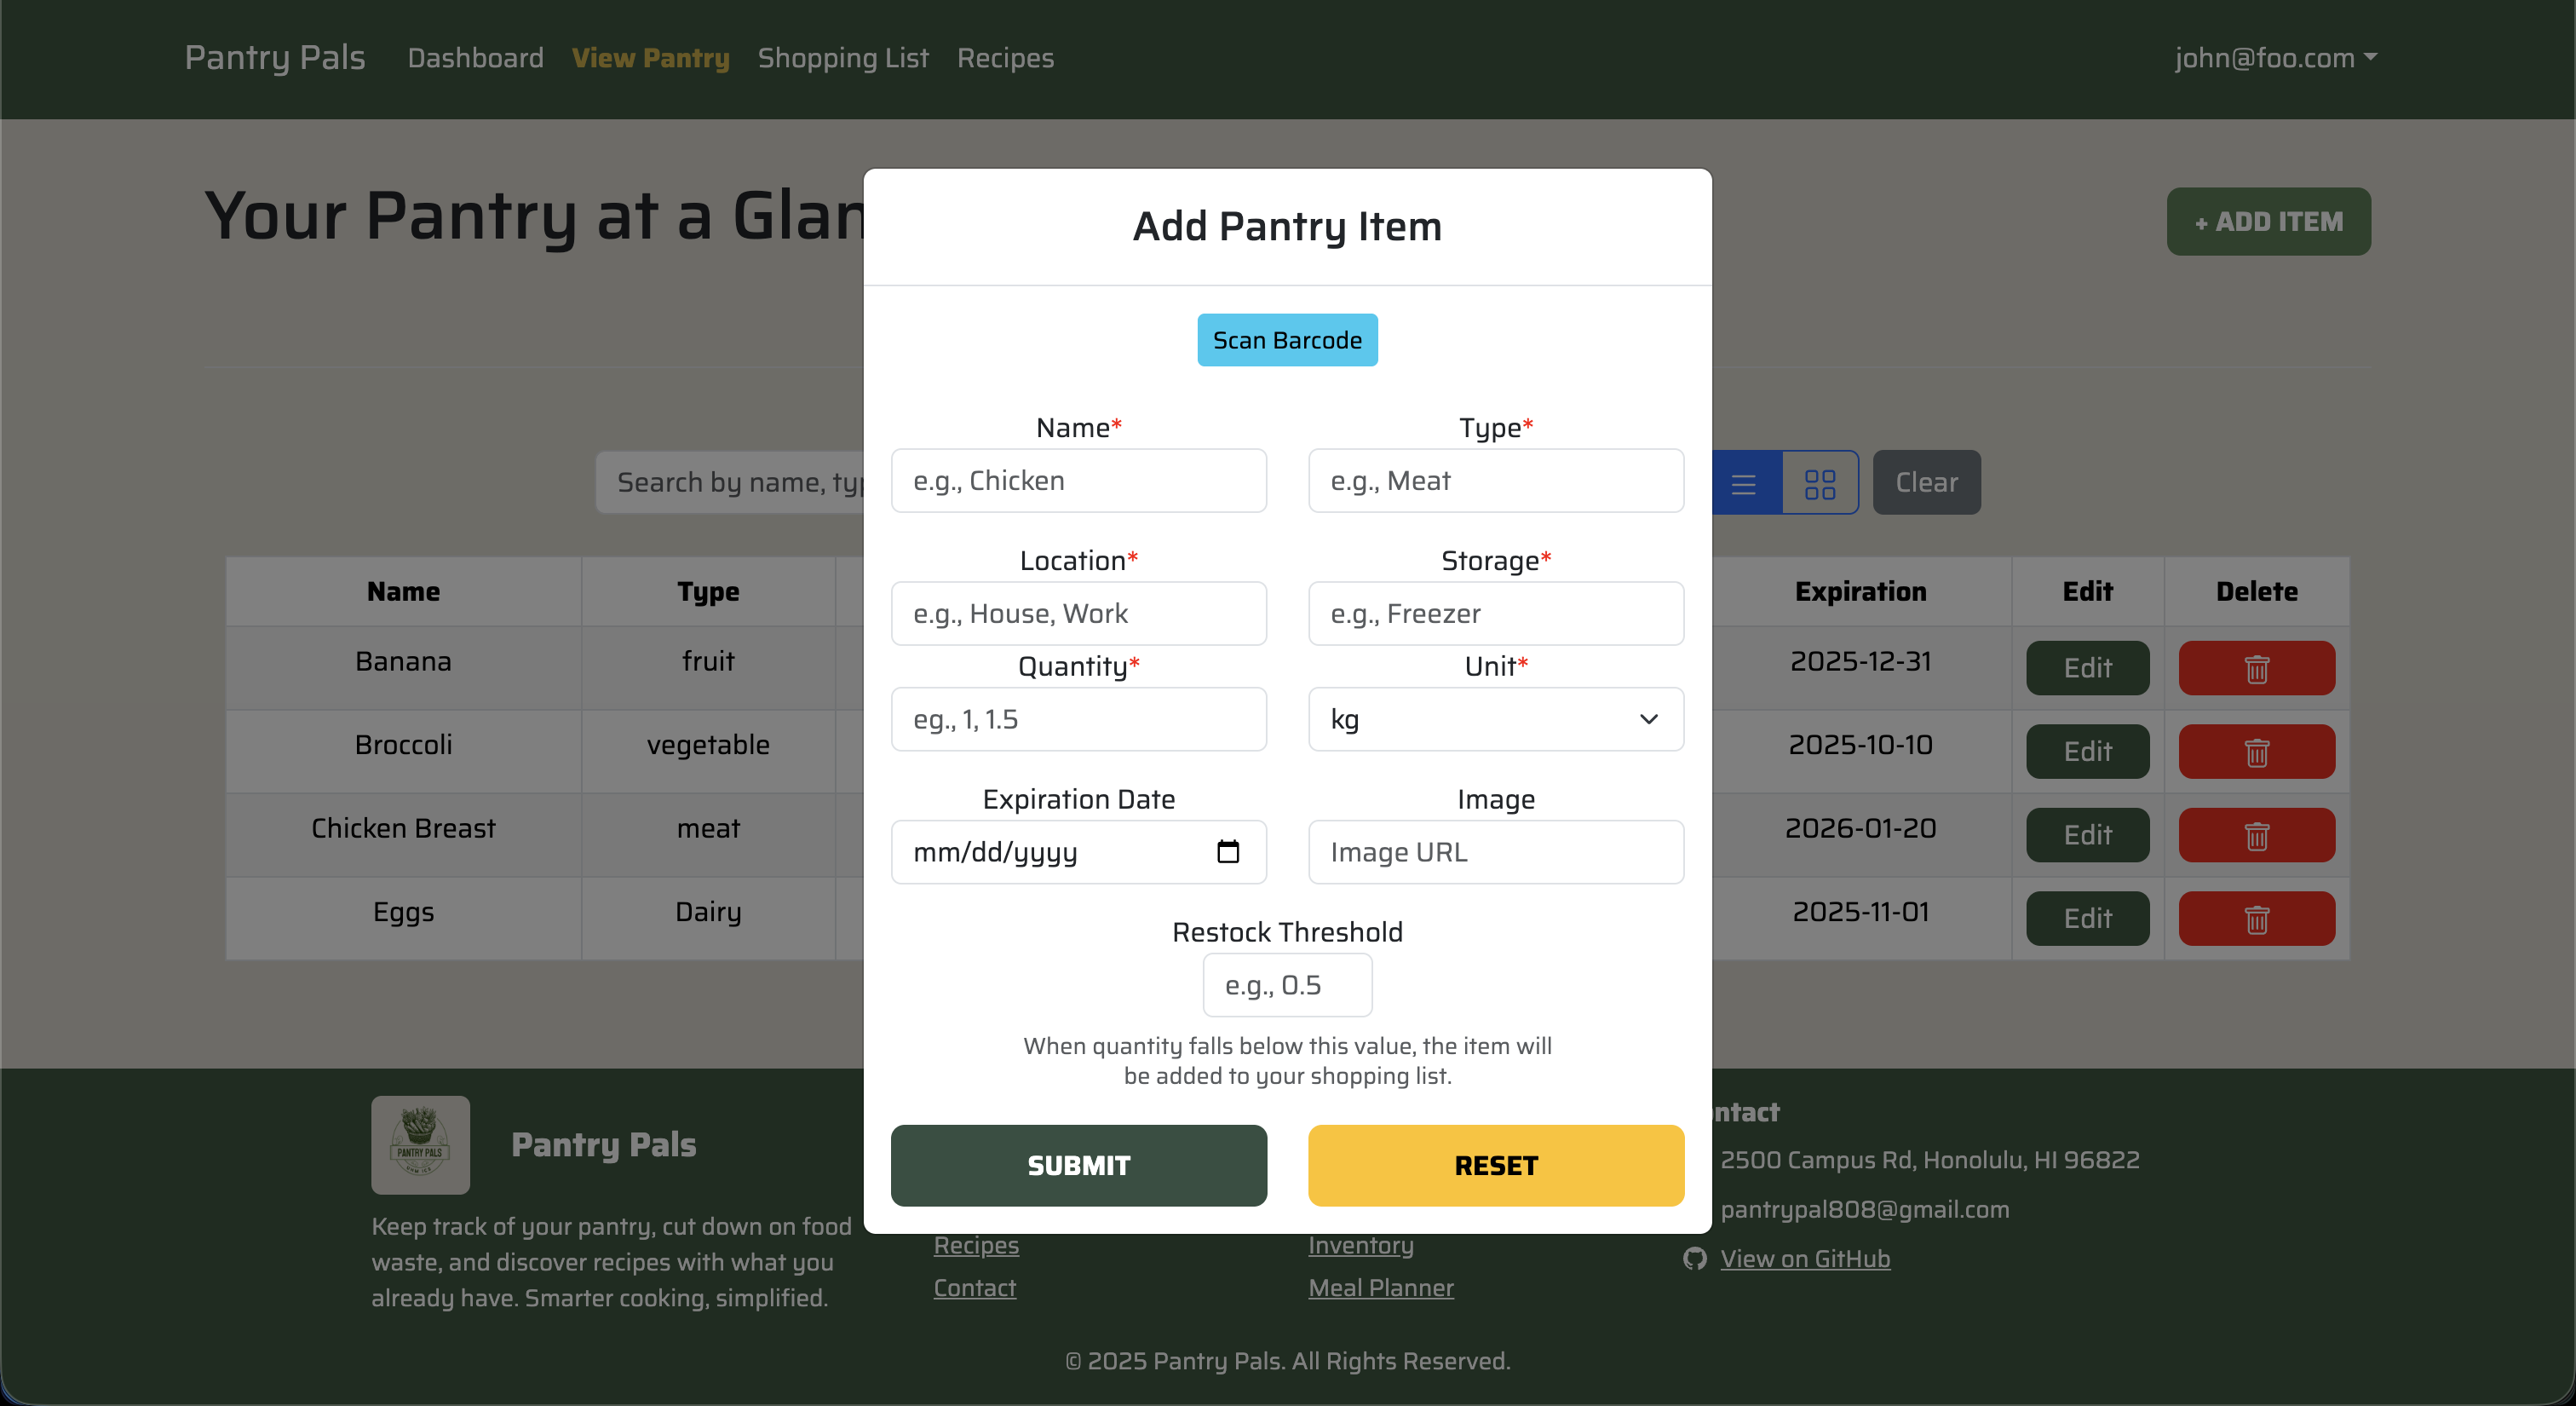 Pantry Pals Dashboard View Pantry Shopping List Recipes john@foo.com
Your Pantry at a Glan
+ ADD ITEM
Add Pantry Item
Scan Barcode
Name* Type*
e.g., Chicken e.g., Meat
Location* Storage*
e.g., House, Work e.g., Freezer
Quantity* Unit*
eg., 1, 1.5 kg
Expiration Date Image
mm/dd/yyyy Image URL
Restock Threshold
e.g., 0.5
When quantity falls below this value, the item will
be added to your shopping list.
SUBMIT RESET
Search by name, typ Clear
Name Type Expiration Edit Delete
Banana fruit 2025-12-31 Edit
Broccoli vegetable 2025-10-10 Edit
Chicken Breast meat 2026-01-20 Edit
Eggs Dairy 2025-11-01 Edit
PANTRY PALS
Pantry Pals
Keep track of your pantry, cut down on food
waste, and discover recipes with what you
already have. Smarter cooking, simplified.
Recipes
Contact
Inventory
Meal Planner
ntact
2500 Campus Rd, Honolulu, HI 96822
pantrypal808@gmail.com
View on GitHub
© 2025 Pantry Pals. All Rights Reserved.